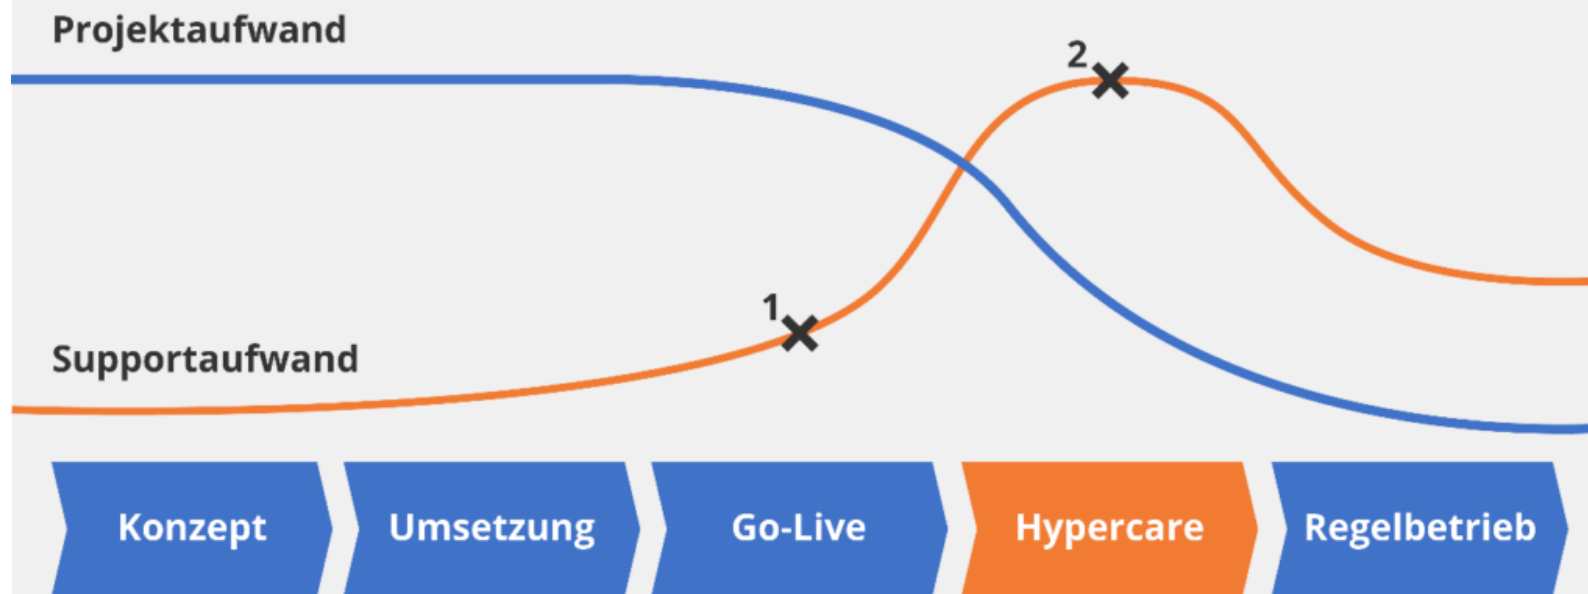 Projektaufwand
2
1
Supportaufwand
Konzept
Umsetzung
Go-Live
Hypercare
Regelbetrieb